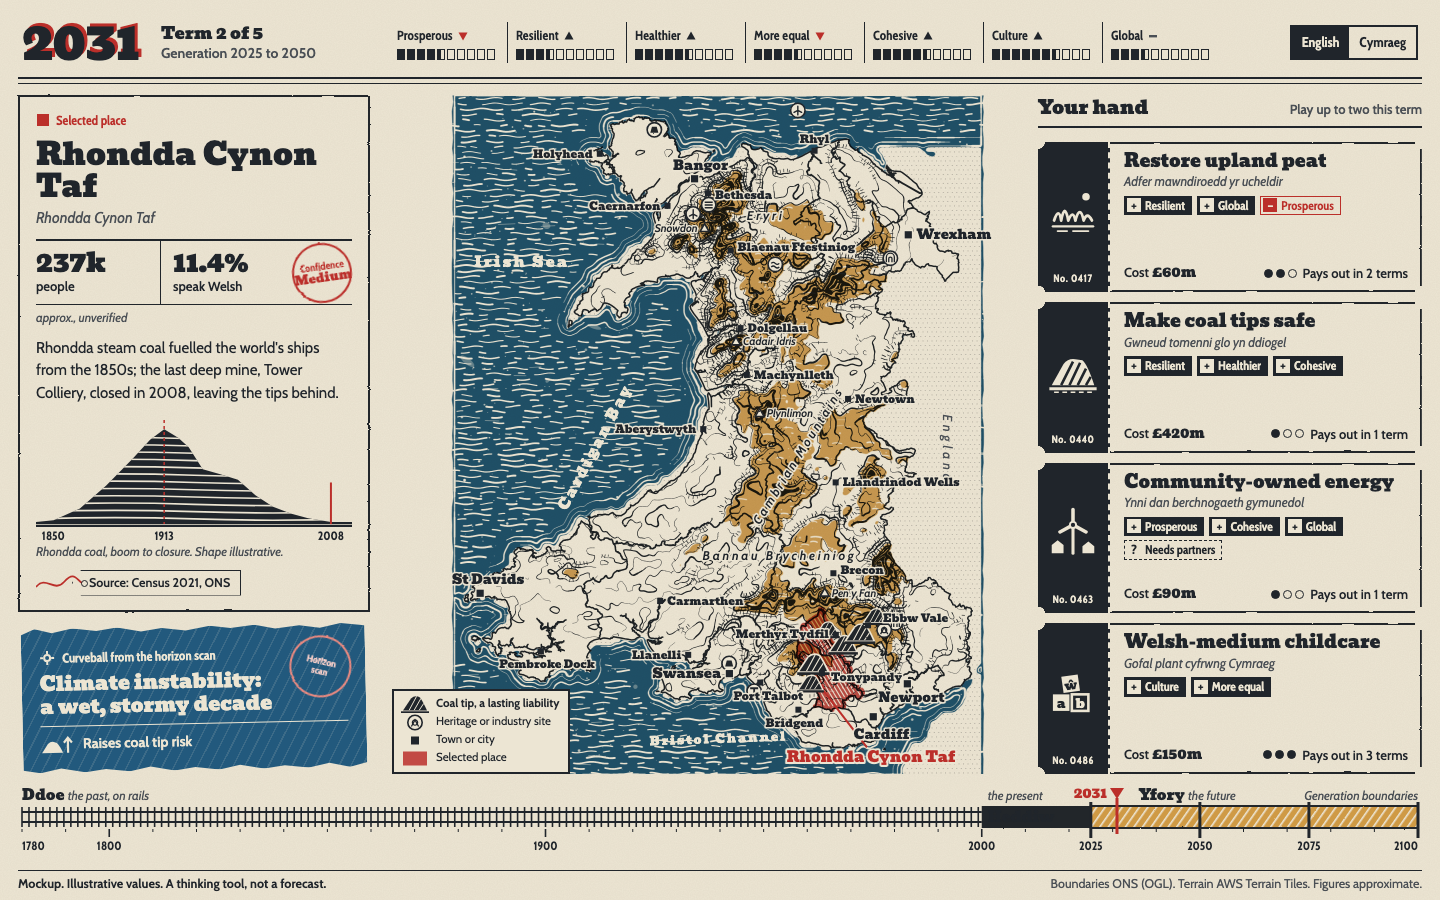 2031
Term 2 of 5
Generation 2025 to 2050
Prosperous
Resilient
Healthier
More equal
Cohesive
Culture
Global
English
Cymraeg
Selected place
Rhondda Cynon
Taf
Rhondda Cynon Taf
237k
people
11.4%
speak Welsh
Confidence
Medium
approx., unverified
Rhondda steam coal fuelled the world's ships
from the 1850s; the last deep mine, Tower
Colliery, closed in 2008, leaving the tips behind.
1850
1913
2008
Rhondda coal, boom to closure. Shape illustrative.
Source: Census 2021, ONS
Curveball from the horizon scan
Horizon
scan
Climate instability:
a wet, stormy decade
Raises coal tip risk
Holyhead
Bangor
Rhyl
Caernarfon
Bethesda
Snowdon
Eryri
Wrexham
Blaenau Ffestiniog
Irish Sea
Dolgellau
Cadair Idris
Machynlleth
Newtown
Plynlimon
Aberystwyth
Cambrian Mountains
England
Cardigan Bay
Llandrindod Wells
Bannau Brycheiniog
Brecon
St Davids
Pen y Fan
Carmarthen
Ebbw Vale
Merthyr Tydfil
Llanelli
Pembroke Dock
Swansea
Tonypandy
Port Talbot
Newport
Bridgend
Cardiff
Bristol Channel
Rhondda Cynon Taf
Coal tip, a lasting liability
Heritage or industry site
Town or city
Selected place
Your hand
Play up to two this term
Restore upland peat
Adfer mawndiroedd yr ucheldir
+ Resilient
+ Global
− Prosperous
No. 0417
Cost £60m
Pays out in 2 terms
Make coal tips safe
Gwneud tomenni glo yn ddiogel
+ Resilient
+ Healthier
+ Cohesive
No. 0440
Cost £420m
Pays out in 1 term
Community-owned energy
Ynni dan berchnogaeth gymunedol
+ Prosperous
+ Cohesive
+ Global
? Needs partners
No. 0463
Cost £90m
Pays out in 1 term
Welsh-medium childcare
Gofal plant cyfrwng Cymraeg
+ Culture
+ More equal
ŵ
a b
No. 0486
Cost £150m
Pays out in 3 terms
Ddoe the past, on rails
the present
2031
Yfory the future
Generation boundaries
1780
1800
1900
2000
2025
2050
2075
2100
Mockup. Illustrative values. A thinking tool, not a forecast.
Boundaries ONS (OGL). Terrain AWS Terrain Tiles. Figures approximate.